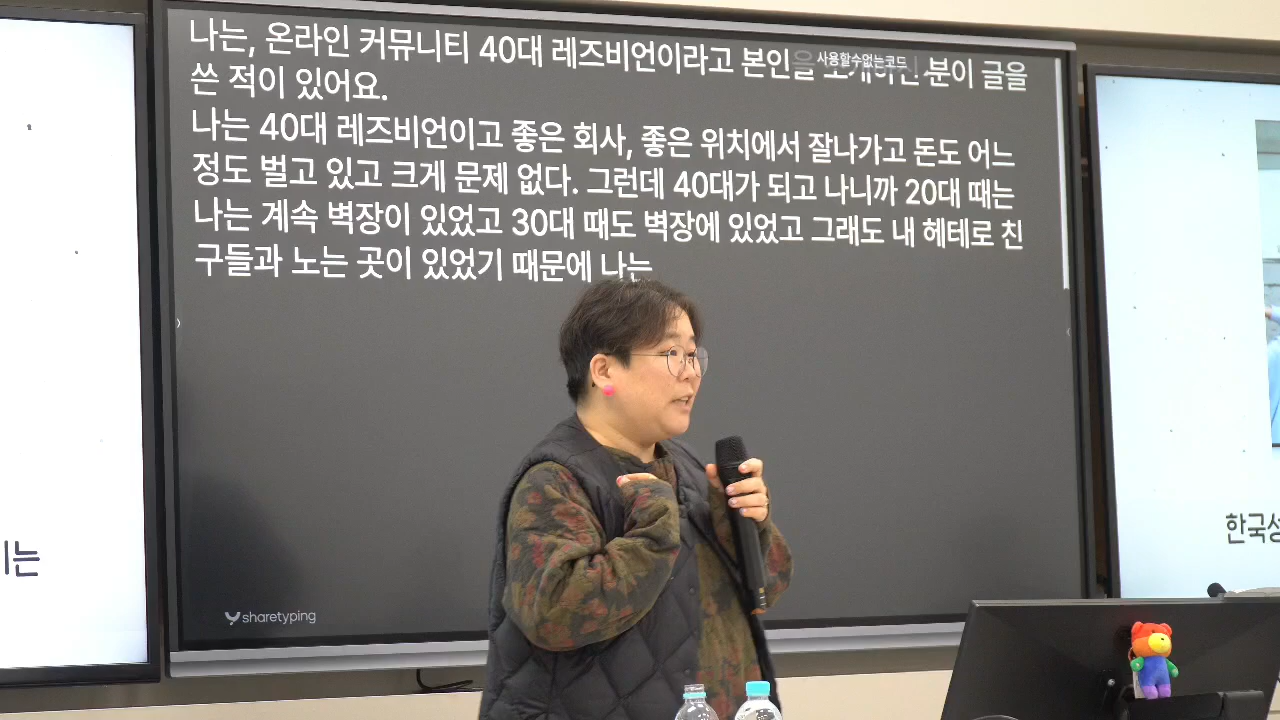 나는, 온라인 커뮤니티 40대 레즈비언이라고 본인을 분이 글을
사용할수없는코드
쓴 적이 있어요.
나는 40대 레즈비언이고 좋은 회사, 좋은 위치에서 잘나가고 돈도 어느
정도 벌고 있고 크게 문제 없다. 그런데 40대가 되고 나니까 20대 때는
나는 계속 벽장이 있었고 30대 때도 벽장에 있었고 그래도 내 헤테로 친
구들과 노는 곳이 있었기 때문에 나는
sharetyping
는
한국성